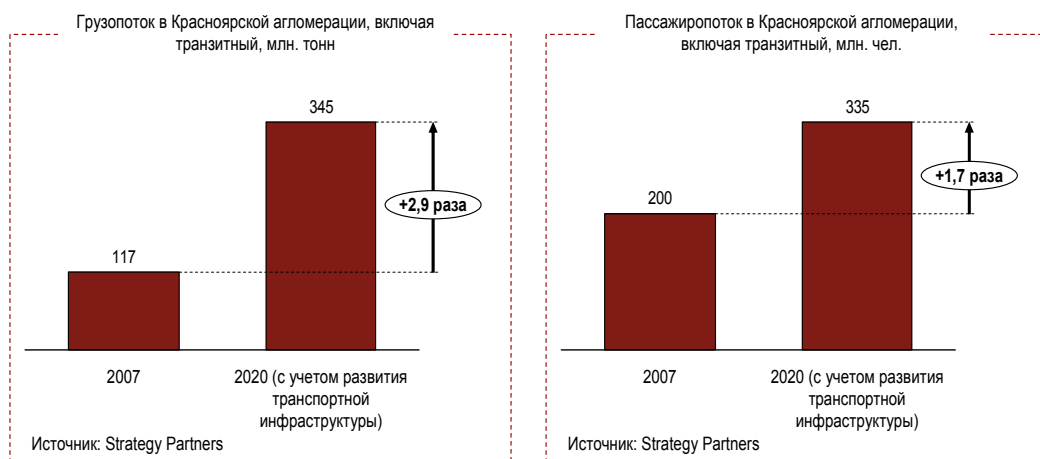 Грузопоток в Красноярской агломерации, включая
транзитный, млн. тонн
345
+2,9 раза
117
2007
2020 (с учетом развития
транспортной
инфраструктуры)
Источник: Strategy Partners
Пассажиропоток в Красноярской агломерации,
включая транзитный, млн. чел.
335
+1,7 раза
200
2007
2020 (с учетом развития
транспортной
инфраструктуры)
Источник: Strategy Partners